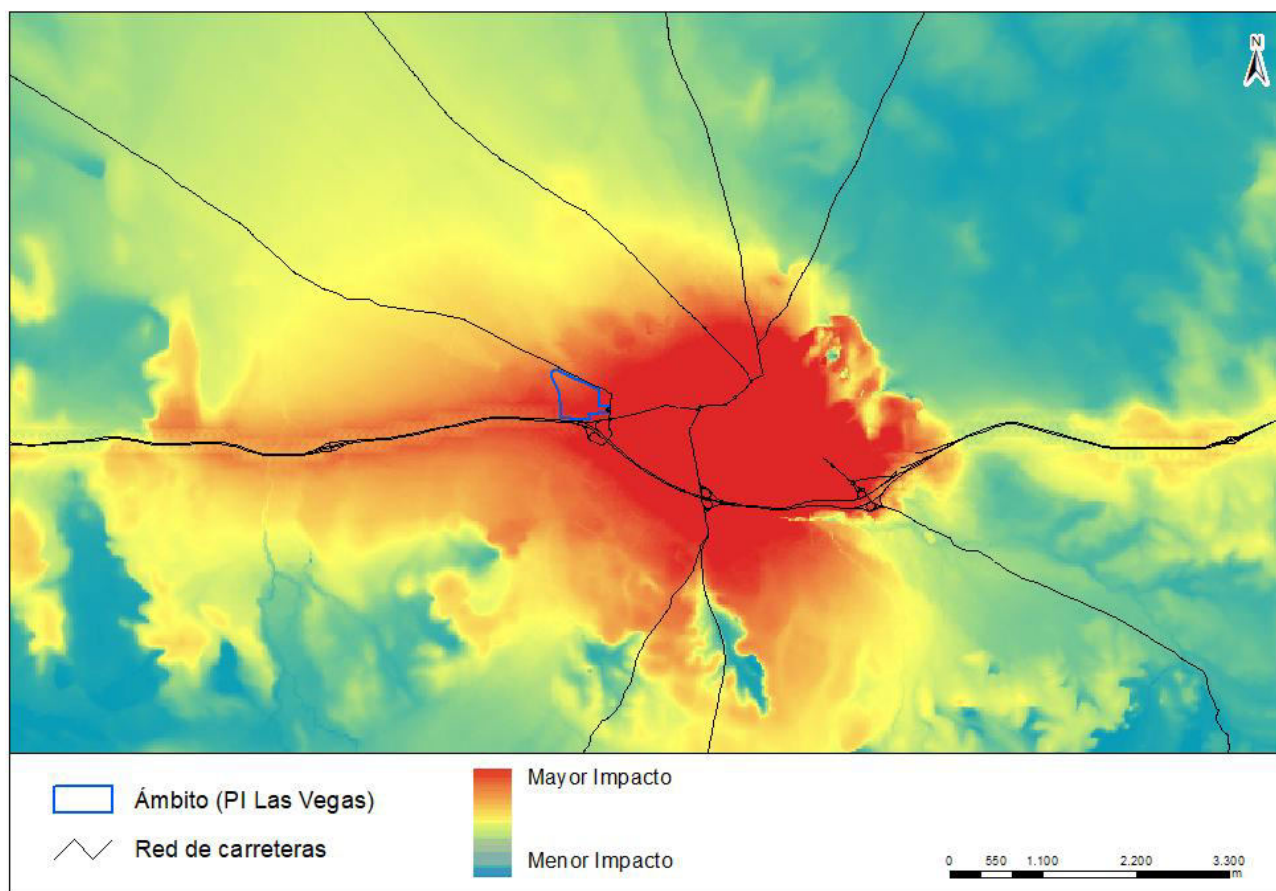 N
Ámbito (PI Las Vegas)
Red de carreteras
Mayor Impacto
Menor Impacto
0 550 1.100 2.200 3.300
m